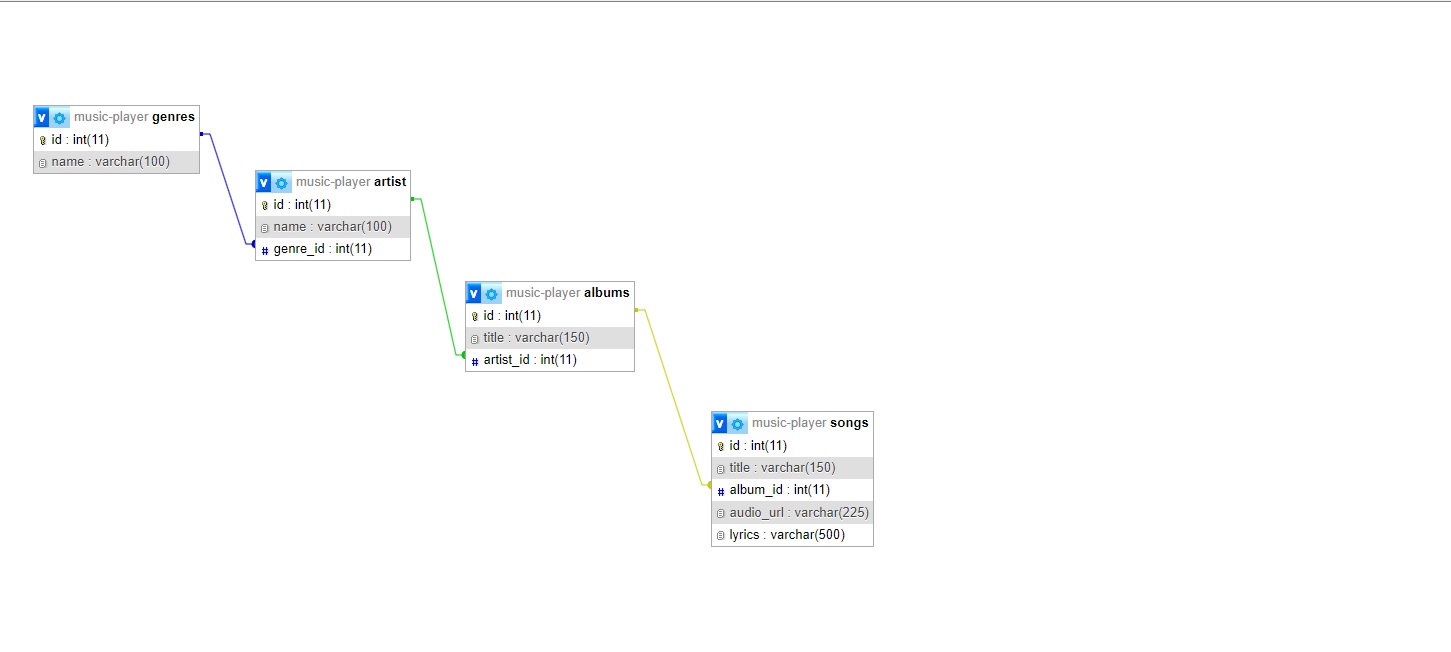 v music-player genres
id : int(11)
name : varchar(100)
v music-player artist
id : int(11)
name : varchar(100)
# genre_id : int(11)
v music-player albums
id : int(11)
title : varchar(150)
# artist_id : int(11)
v music-player songs
id : int(11)
title : varchar(150)
# album_id : int(11)
audio_url : varchar(225)
lyrics : varchar(500)